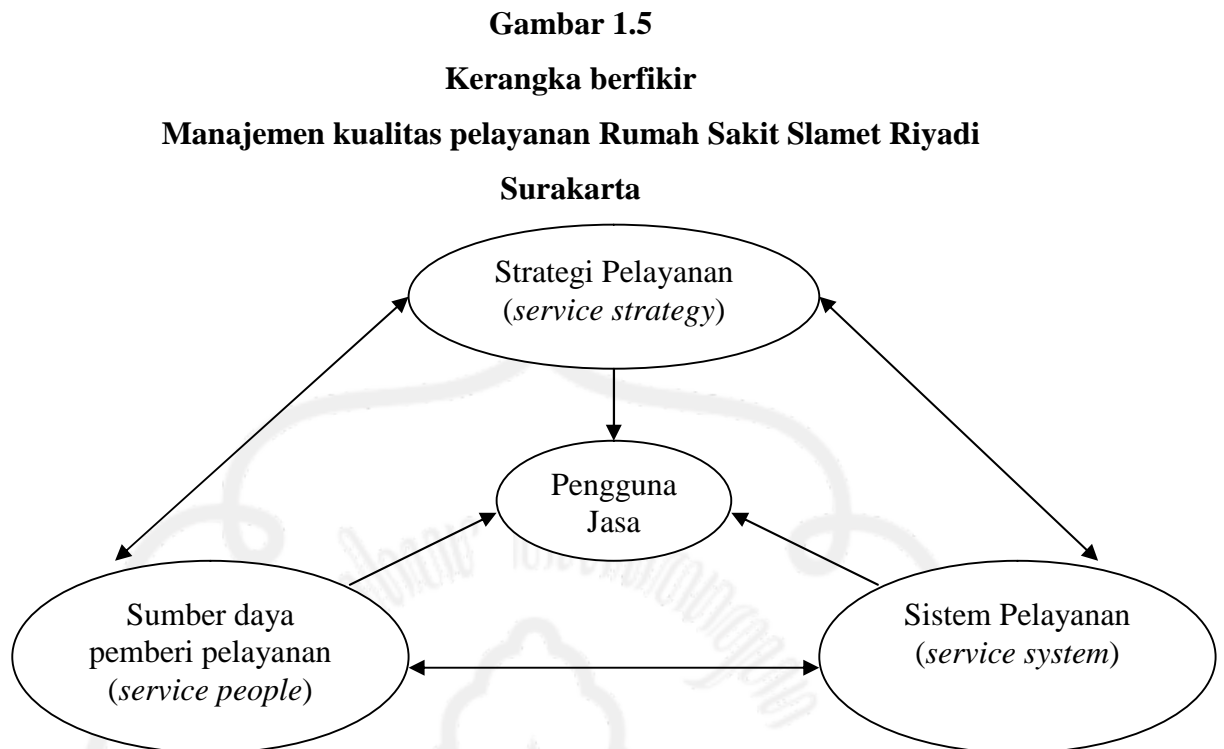 Gambar 1.5
Kerangka berfikir
Manajemen kualitas pelayanan Rumah Sakit Slamet Riyadi
Surakarta
Strategi Pelayanan
(service strategy)
Pengguna
Jasa
Sumber daya
pemberi pelayanan
(service people)
Sistem Pelayanan
(service system)